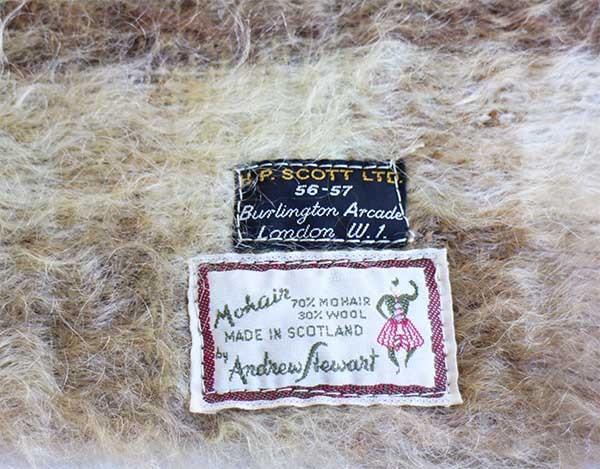 P. SCOTT LTD.
56-57
Burlington Arcade
London W.1.
Mohair
70% MOHAIR
30% WOOL
MADE IN SCOTLAND
by
Andrew Stewart